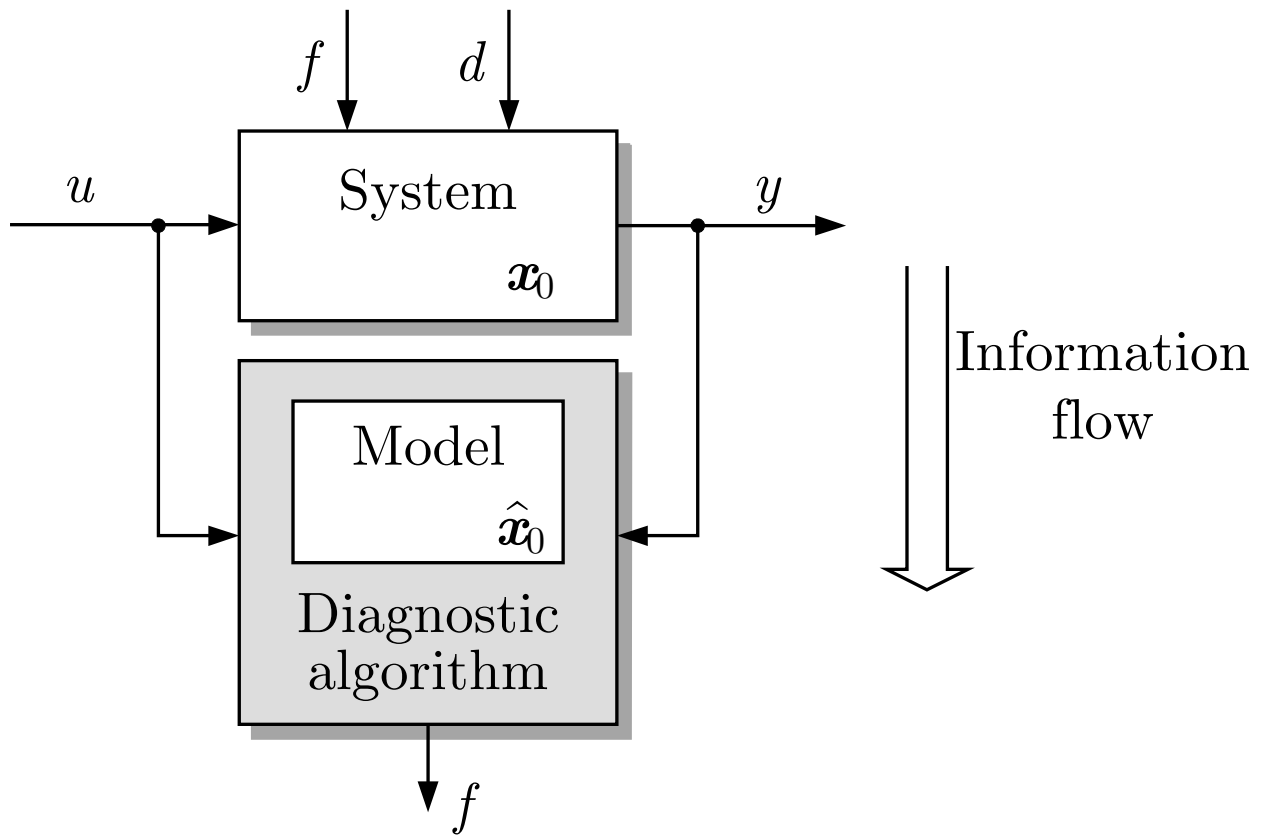 f
d
u
System
y
x₀
Information
flow
Model
x̂₀
Diagnostic
algorithm
f